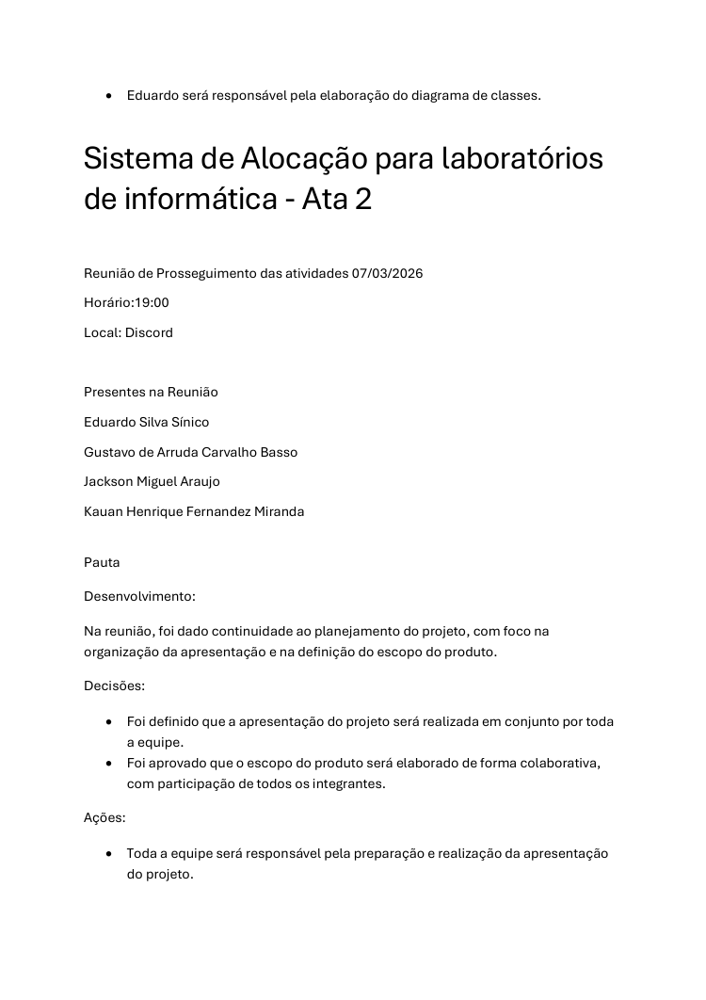 • Eduardo será responsável pela elaboração do diagrama de classes.
Sistema de Alocação para laboratórios
de informática - Ata 2
Reunião de Prosseguimento das atividades 07/03/2026
Horário:19:00
Local: Discord
Presentes na Reunião
Eduardo Silva Sínico
Gustavo de Arruda Carvalho Basso
Jackson Miguel Araujo
Kauan Henrique Fernandez Miranda
Pauta
Desenvolvimento:
Na reunião, foi dado continuidade ao planejamento do projeto, com foco na
organização da apresentação e na definição do escopo do produto.
Decisões:
• Foi definido que a apresentação do projeto será realizada em conjunto por toda
a equipe.
• Foi aprovado que o escopo do produto será elaborado de forma colaborativa,
com participação de todos os integrantes.
Ações:
• Toda a equipe será responsável pela preparação e realização da apresentação
do projeto.